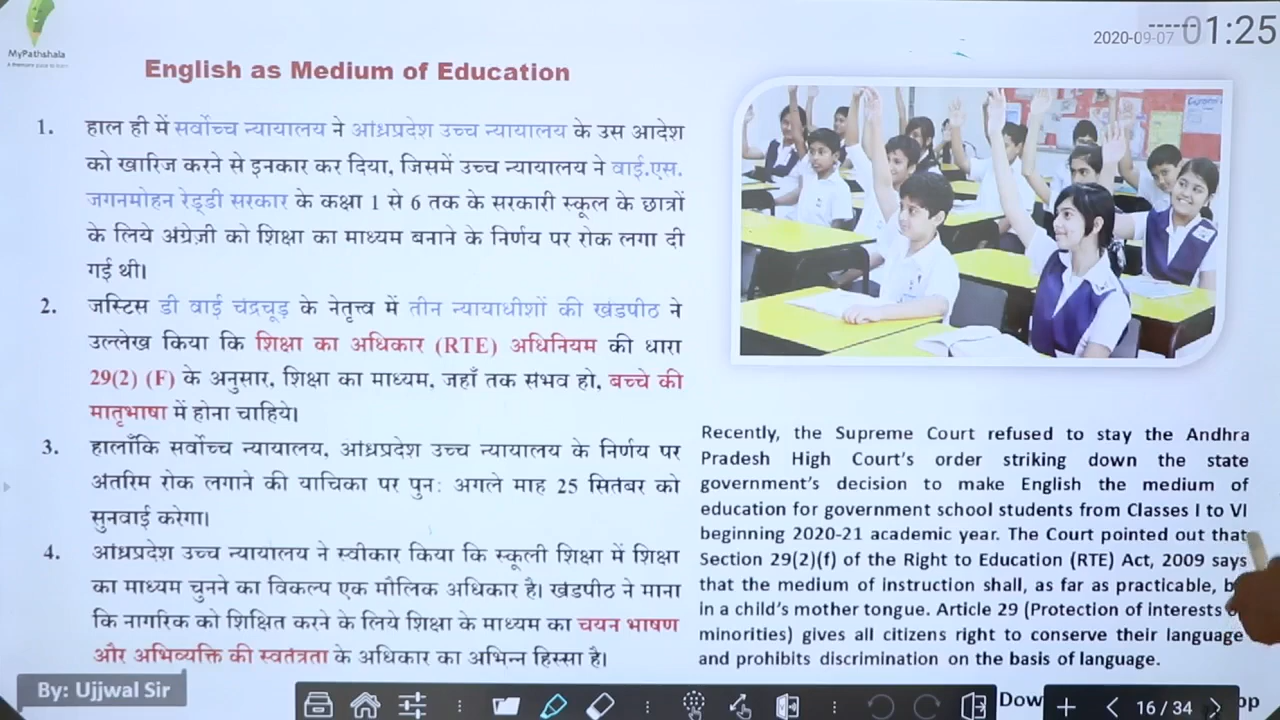 MyPathshala
2020-09-07
01:25
English as Medium of Education
1. हाल ही में सर्वोच्च न्यायालय ने आंध्रप्रदेश उच्च न्यायालय के उस आदेश
को खारिज करने से इनकार कर दिया, जिसमें उच्च न्यायालय ने वाई.एस.
जगनमोहन रेड्डी सरकार के कक्षा 1 से 6 तक के सरकारी स्कूल के छात्रों
के लिये अंग्रेज़ी को शिक्षा का माध्यम बनाने के निर्णय पर रोक लगा दी
गई थी।
2. जस्टिस डी वाई चंद्रचूड़ के नेतृत्त्व में तीन न्यायाधीशों की खंडपीठ ने
उल्लेख किया कि शिक्षा का अधिकार (RTE) अधिनियम की धारा
29(2) (F) के अनुसार, शिक्षा का माध्यम, जहाँ तक संभव हो, बच्चे की
मातृभाषा में होना चाहिये।
3. हालाँकि सर्वोच्च न्यायालय, आंध्रप्रदेश उच्च न्यायालय के निर्णय पर
अंतरिम रोक लगाने की याचिका पर पुन: अगले माह 25 सितंबर को
सुनवाई करेगा।
4. आंध्रप्रदेश उच्च न्यायालय ने स्वीकार किया कि स्कूली शिक्षा में शिक्षा
का माध्यम चुनने का विकल्प एक मौलिक अधिकार है। खंडपीठ ने माना
कि नागरिक को शिक्षित करने के लिये शिक्षा के माध्यम का चयन भाषण
और अभिव्यक्ति की स्वतंत्रता के अधिकार का अभिन्न हिस्सा है।
Recently, the Supreme Court refused to stay the Andhra
Pradesh High Court's order striking down the state
government's decision to make English the medium of
education for government school students from Classes I to VI
beginning 2020-21 academic year. The Court pointed out that
Section 29(2)(f) of the Right to Education (RTE) Act, 2009 says
that the medium of instruction shall, as far as practicable, b
in a child's mother tongue. Article 29 (Protection of interests
minorities) gives all citizens right to conserve their language
and prohibits discrimination on the basis of language.
By: Ujjwal Sir
Dow
16 / 34
op